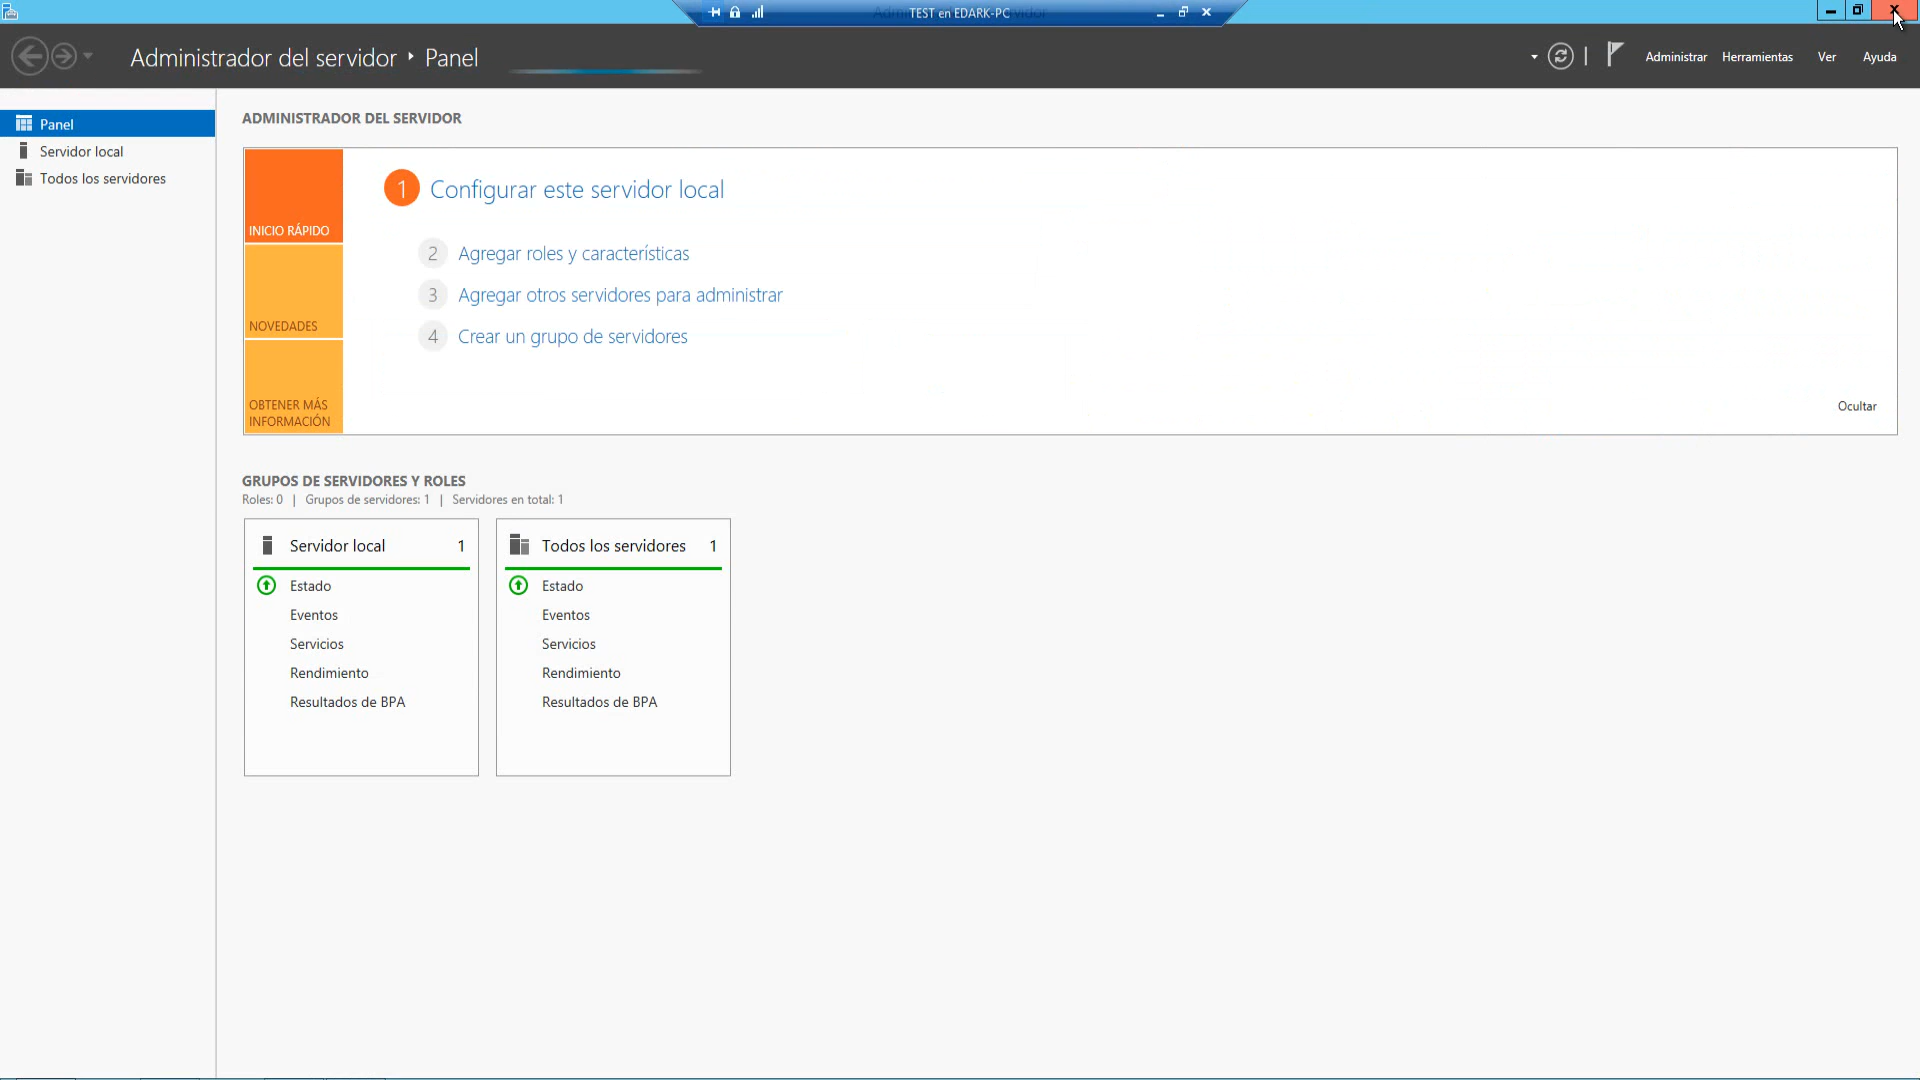 TEST en EDARK-PC
Administrador del servidor ‣ Panel
Administrar Herramientas Ver Ayuda
Panel
Servidor local
Todos los servidores
ADMINISTRADOR DEL SERVIDOR
INICIO RÁPIDO
NOVEDADES
OBTENER MÁS
INFORMACIÓN
1 Configurar este servidor local
2 Agregar roles y características
3 Agregar otros servidores para administrar
4 Crear un grupo de servidores
Ocultar
GRUPOS DE SERVIDORES Y ROLES
Roles: 0 | Grupos de servidores: 1 | Servidores en total: 1
Servidor local 1
Estado
Eventos
Servicios
Rendimiento
Resultados de BPA
Todos los servidores 1
Estado
Eventos
Servicios
Rendimiento
Resultados de BPA